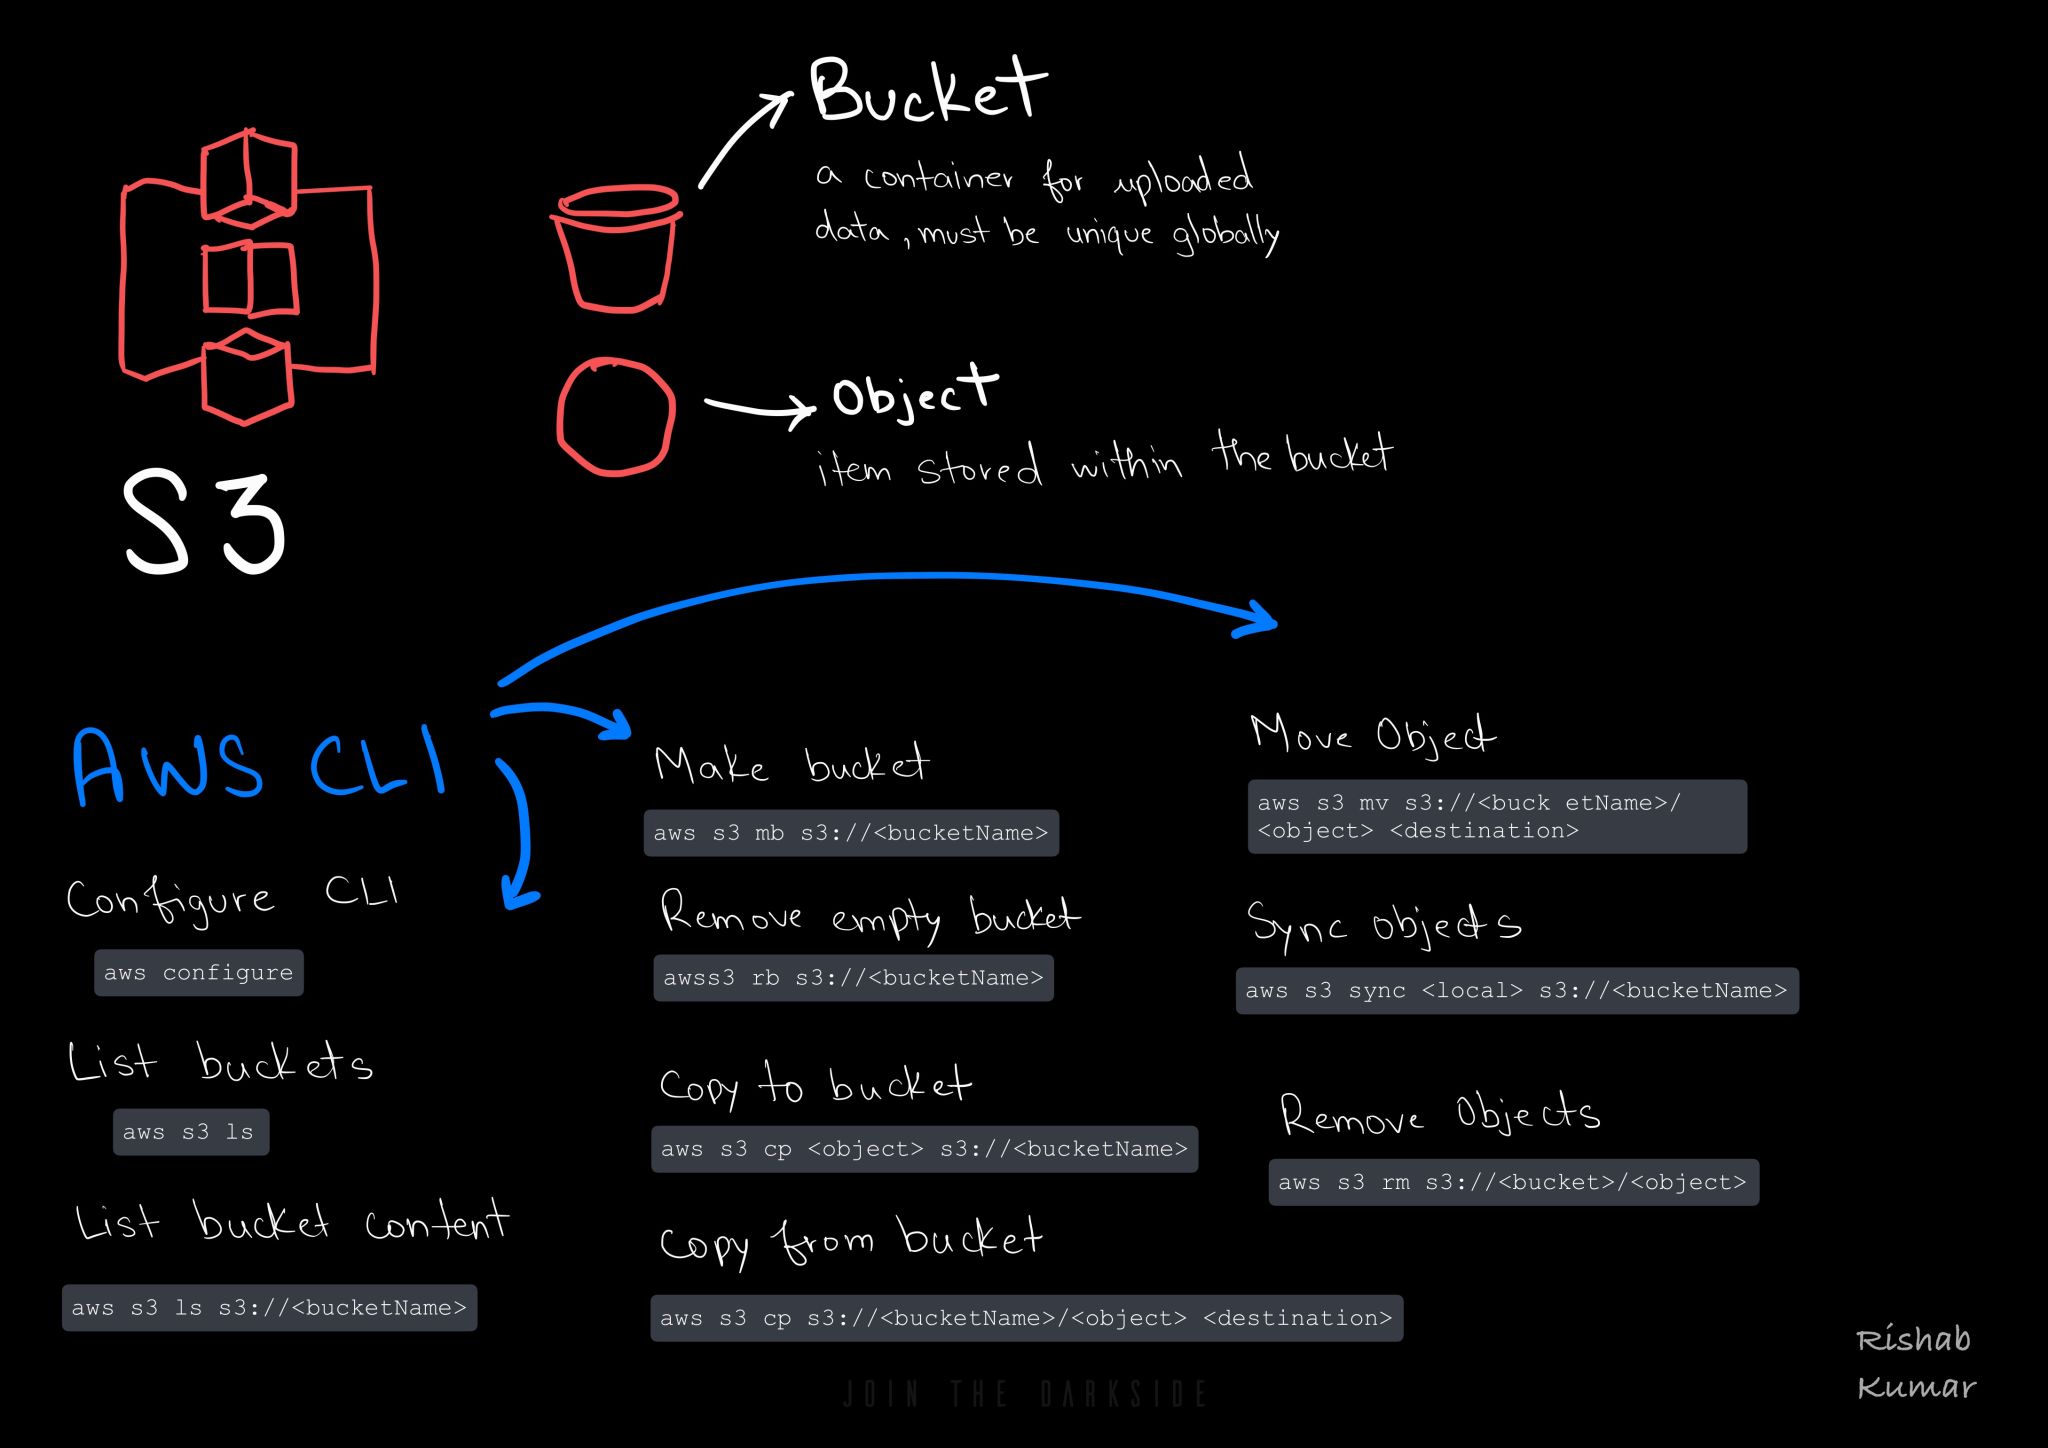 Bucket
a container for uploaded
data, must be unique globally
Object
item stored within the bucket
S3
AWS CLI
Configure CLI
aws configure
List buckets
aws s3 ls
List bucket content
aws s3 ls s3://<bucketName>
Make bucket
aws s3 mb s3://<bucketName>
Remove empty bucket
awss3 rb s3://<bucketName>
Copy to bucket
aws s3 cp <object> s3://<bucketName>
Copy from bucket
aws s3 cp s3://<bucketName>/<object> <destination>
Move Object
aws s3 mv s3://<buck etName>/
<object> <destination>
Sync objects
aws s3 sync <local> s3://<bucketName>
Remove Objects
aws s3 rm s3://<bucket>/<object>
JOIN THE DARKSIDE
Rishab
Kumar